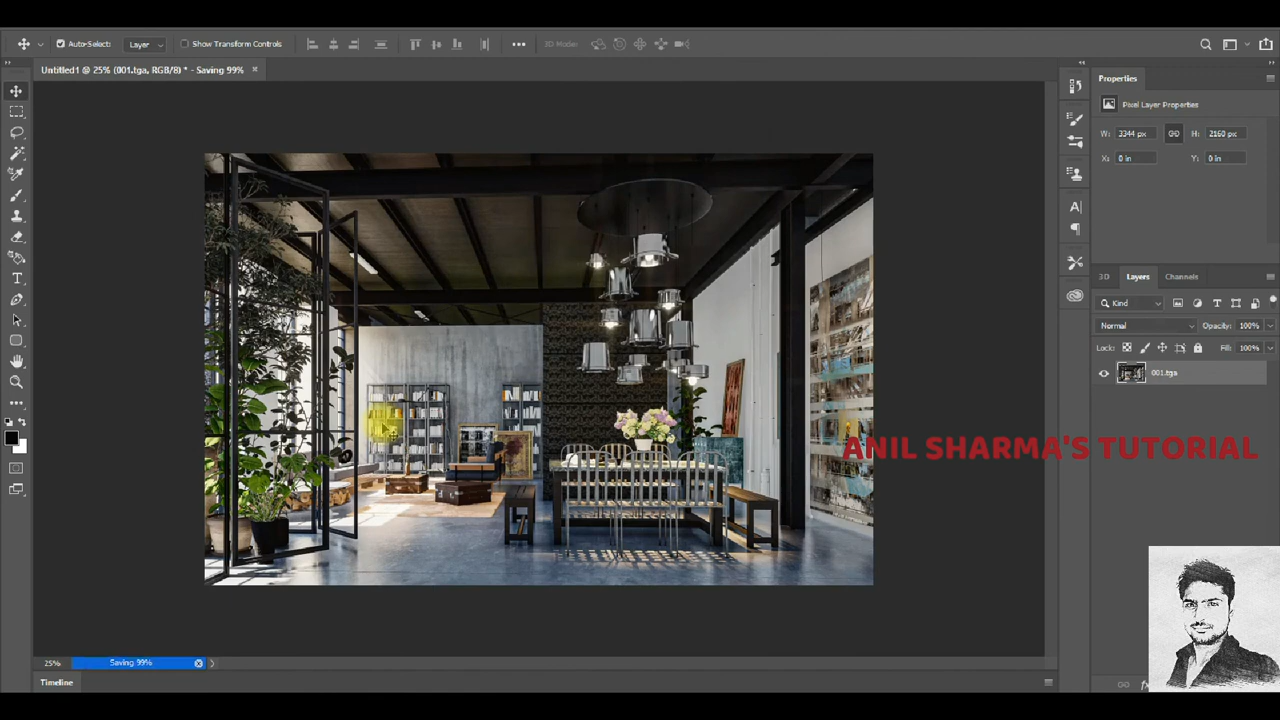 Auto-Select: Layer Show Transform Controls 3D Mode:
Untitled1 @ 25% (001.tga, RGB/8) * - Saving 99% ×
Properties
Pixel Layer Properties
W: 3344 px H: 2160 px
X: 0 in Y: 0 in
3D Layers Channels
Kind
Normal Opacity: 100%
Lock: Fill: 100%
001.tga
ANIL SHARMA'S TUTORIAL
25% Saving 99%
Timeline